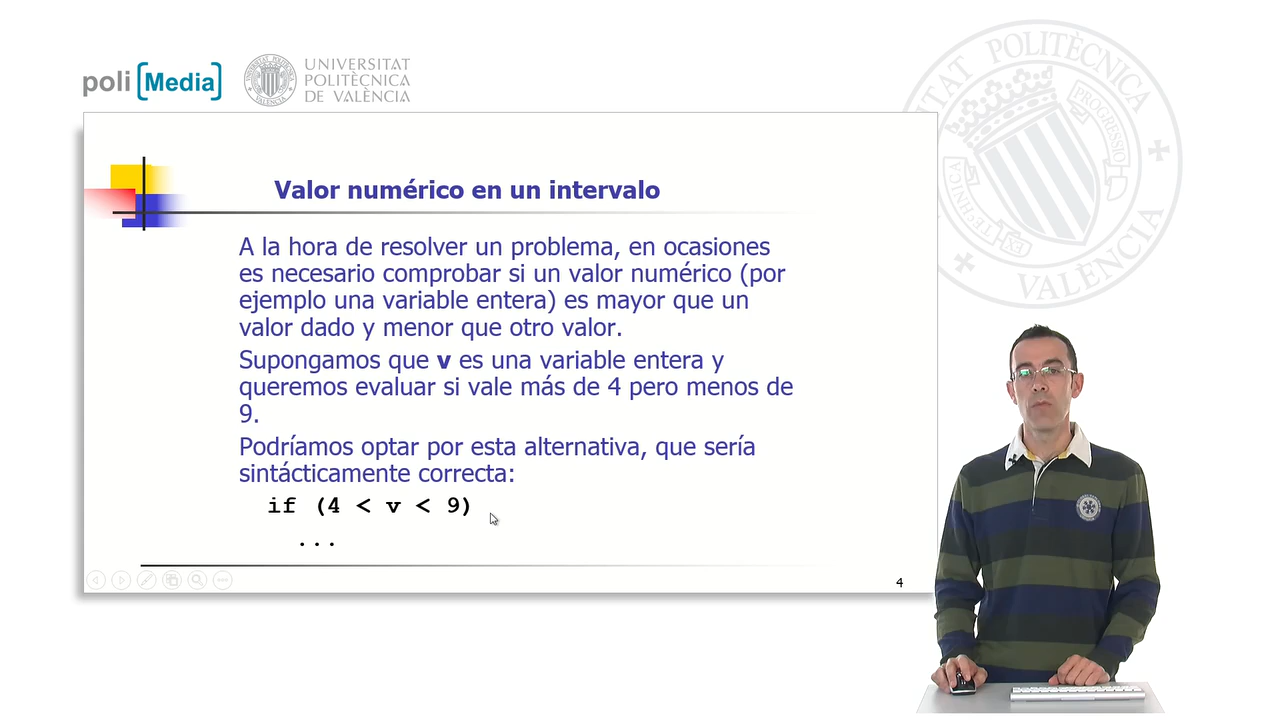 poli [Media]
UNIVERSITAT
POLITÈCNICA
DE VALÈNCIA
Valor numérico en un intervalo
A la hora de resolver un problema, en ocasiones
es necesario comprobar si un valor numérico (por
ejemplo una variable entera) es mayor que un
valor dado y menor que otro valor.
Supongamos que v es una variable entera y
queremos evaluar si vale más de 4 pero menos de
9.
Podríamos optar por esta alternativa, que sería
sintácticamente correcta:
if (4 < v < 9)
...
4
POLITÈCNICA
VALÈNCIA
PROGRESSIO